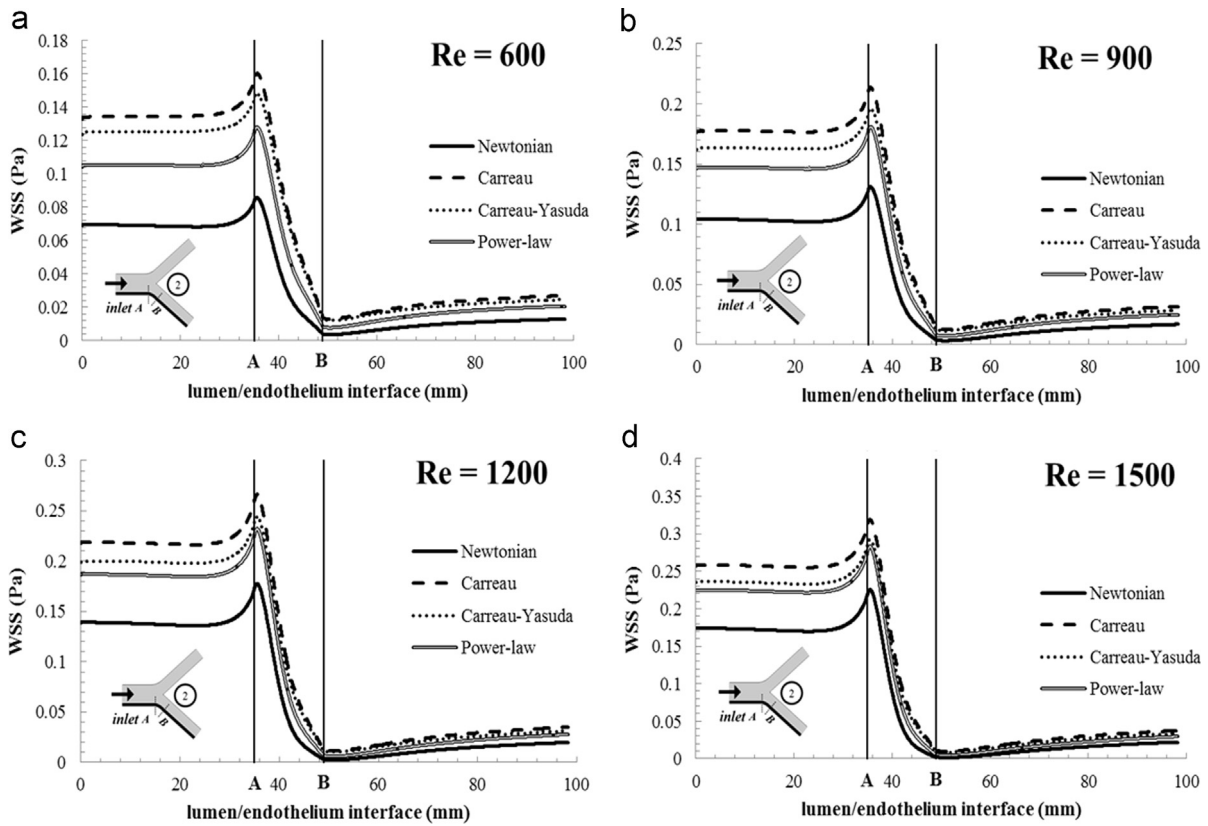 a
Re = 600
WSS (Pa)
0.18
0.16
0.14
0.12
0.1
0.08
0.06
0.04
0.02
0
Newtonian
Carreau
Carreau-Yasuda
Power-law
2
inlet A
B
0 20 A 40 B 60 80 100
lumen/endothelium interface (mm)
b
Re = 900
WSS (Pa)
0.25
0.2
0.15
0.1
0.05
0
Newtonian
Carreau
Carreau-Yasuda
Power-law
2
inlet A
B
0 20 A 40 B 60 80 100
lumen/endothelium interface (mm)
c
Re = 1200
WSS (Pa)
0.3
0.25
0.2
0.15
0.1
0.05
0
Newtonian
Carreau
Carreau-Yasuda
Power-law
2
inlet A
B
0 20 A 40 B 60 80 100
lumen/endothelium interface (mm)
d
Re = 1500
WSS (Pa)
0.4
0.35
0.3
0.25
0.2
0.15
0.1
0.05
0
Newtonian
Carreau
Carreau-Yasuda
Power-law
2
inlet A
B
0 20 A 40 B 60 80 100
lumen/endothelium interface (mm)